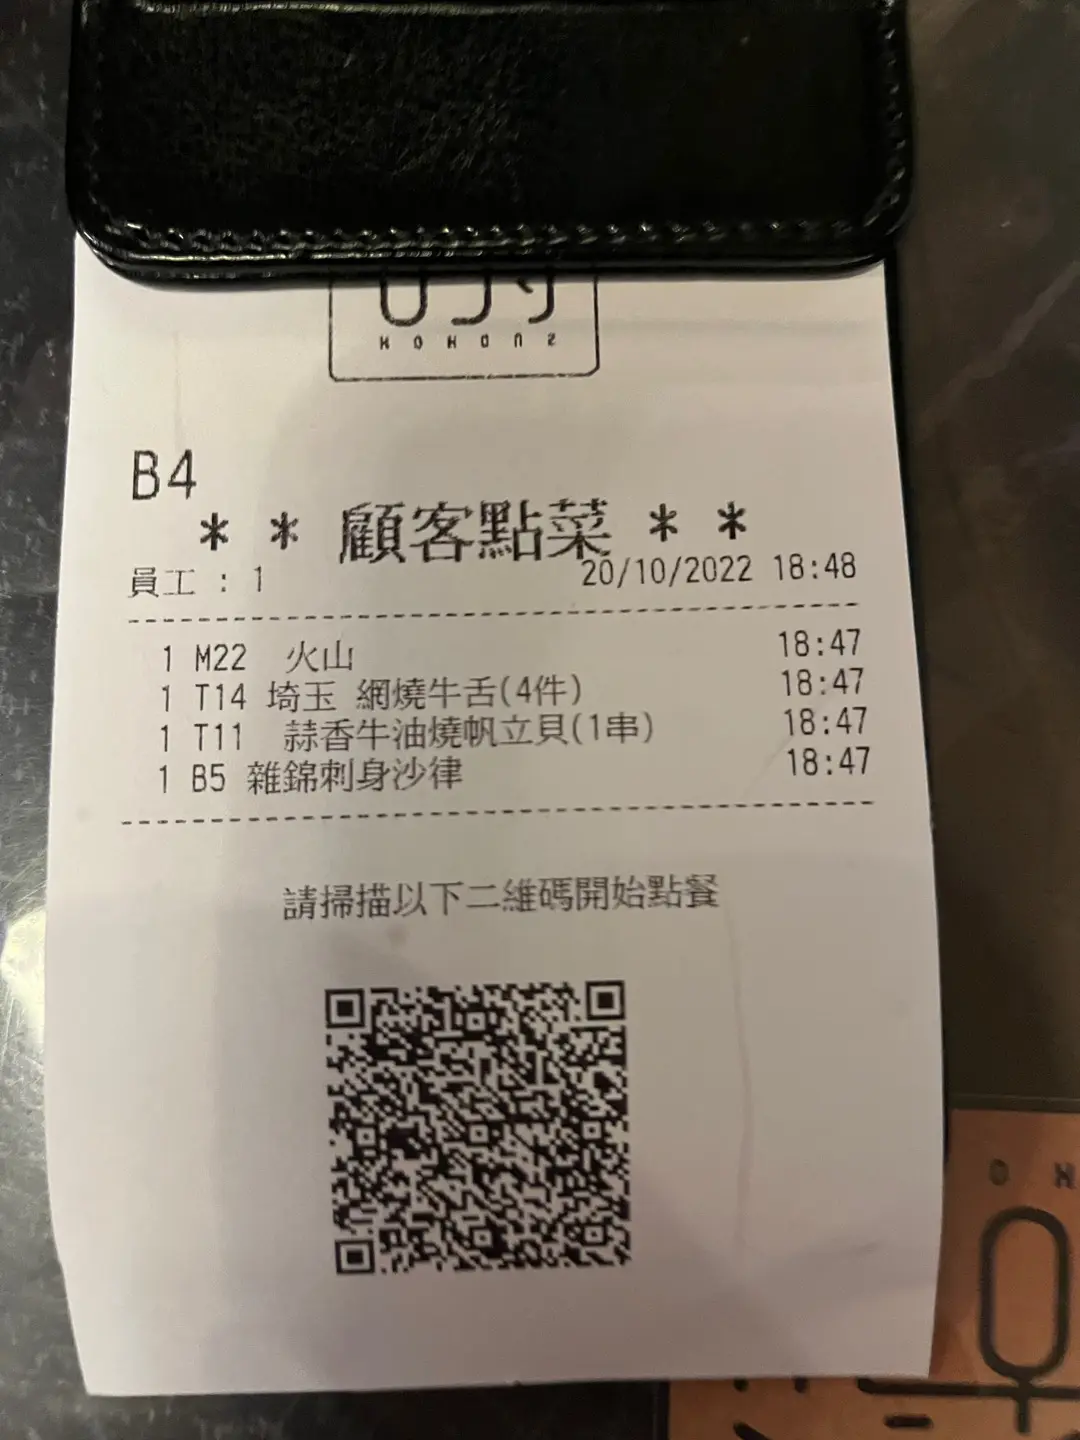 B4
* * 顧客點菜 * *
員工 : 1 20/10/2022 18:48
1 M22 火山 18:47
1 T14 埼玉 網燒牛舌(4件) 18:47
1 T11 蒜香牛油燒帆立貝(1串) 18:47
1 B5 雜錦刺身沙律 18:47
請掃描以下二維碼開始點餐